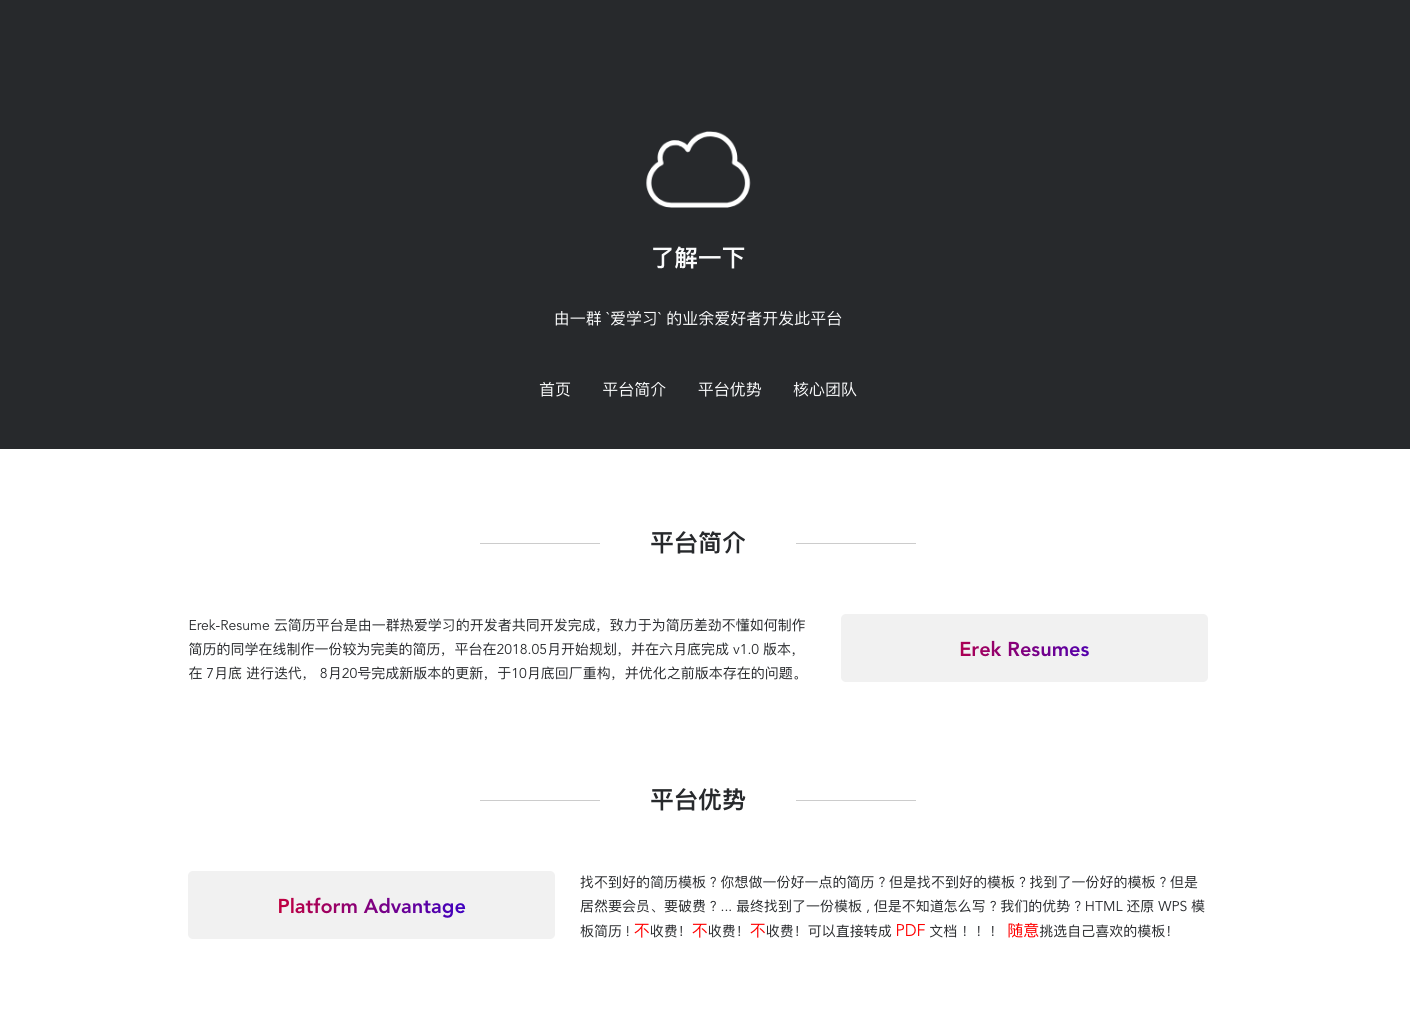 了解一下
由一群 `爱学习` 的业余爱好者开发此平台
首页 平台简介 平台优势 核心团队
平台简介
Erek-Resume 云简历平台是由一群热爱学习的开发者共同开发完成，致力于为简历差劲不懂如何制作
简历的同学在线制作一份较为完美的简历，平台在2018.05月开始规划，并在六月底完成 v1.0 版本，
在 7月底 进行迭代， 8月20号完成新版本的更新，于10月底回厂重构，并优化之前版本存在的问题。
Erek Resumes
平台优势
Platform Advantage
找不到好的简历模板 ? 你想做一份好一点的简历 ? 但是找不到好的模板 ? 找到了一份好的模板 ? 但是
居然要会员、要破费 ? ... 最终找到了一份模板 , 但是不知道怎么写 ? 我们的优势 ? HTML 还原 WPS 模
板简历 ! 不收费！不收费！不收费！可以直接转成 PDF 文档 ！！！ 随意挑选自己喜欢的模板！